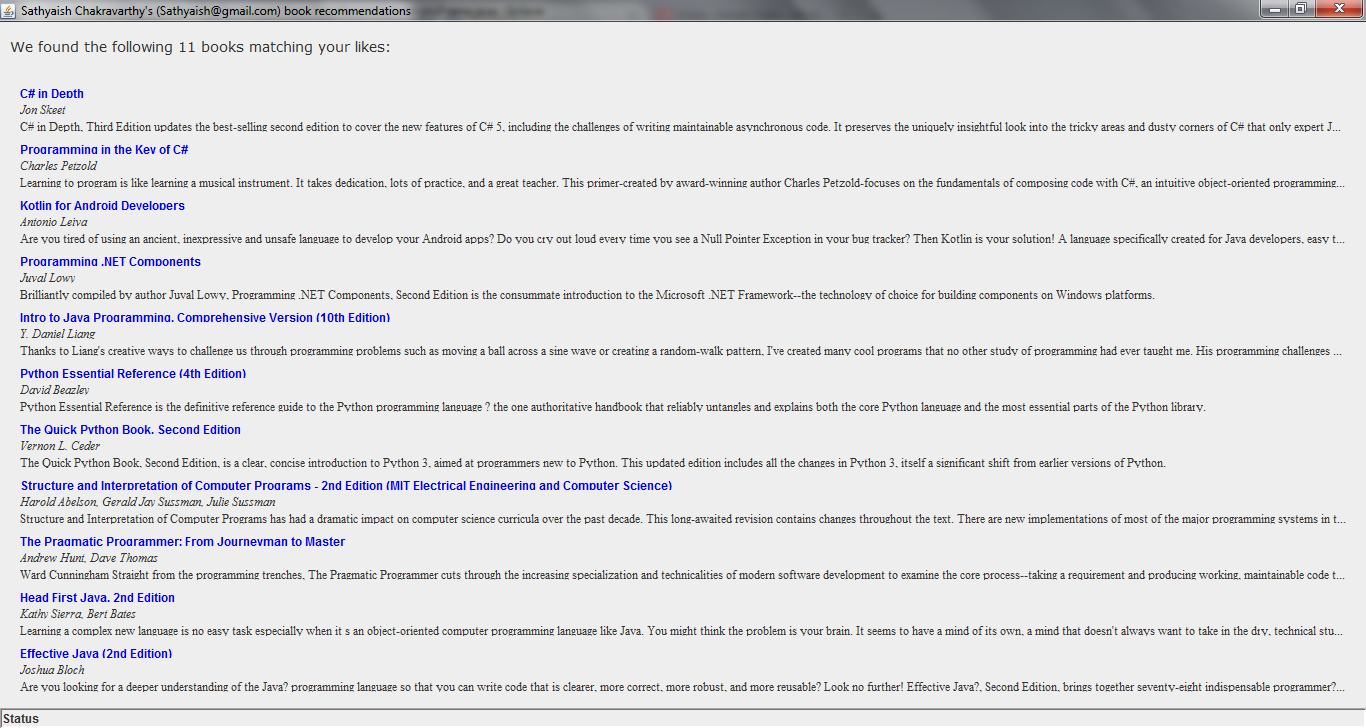 Sathyaish Chakravarthy's (Sathyaish@gmail.com) book recommendations
We found the following 11 books matching your likes:
C# in Depth
Jon Skeet
C# in Depth, Third Edition updates the best-selling second edition to cover the new features of C# 5, including the challenges of writing maintainable asynchronous code. It preserves the uniquely insightful look into the tricky areas and dusty corners of C# that only expert J...
Programming in the Key of C#
Charles Petzold
Learning to program is like learning a musical instrument. It takes dedication, lots of practice, and a great teacher. This primer-created by award-winning author Charles Petzold-focuses on the fundamentals of composing code with C#, an intuitive object-oriented programming...
Kotlin for Android Developers
Antonio Leiva
Are you tired of using an ancient, inexpressive and unsafe language to develop your Android apps? Do you cry out loud every time you see a Null Pointer Exception in your bug tracker? Then Kotlin is your solution! A language specifically created for Java developers, easy t...
Programming .NET Components
Juval Lowy
Brilliantly compiled by author Juval Lowy, Programming .NET Components, Second Edition is the consummate introduction to the Microsoft .NET Framework--the technology of choice for building components on Windows platforms.
Intro to Java Programming, Comprehensive Version (10th Edition)
Y. Daniel Liang
Thanks to Liang's creative ways to challenge us through programming problems such as moving a ball across a sine wave or creating a random-walk pattern, I've created many cool programs that no other study of programming had ever taught me. His programming challenges ...
Python Essential Reference (4th Edition)
David Beazley
Python Essential Reference is the definitive reference guide to the Python programming language ? the one authoritative handbook that reliably untangles and explains both the core Python language and the most essential parts of the Python library.
The Quick Python Book, Second Edition
Vernon L. Ceder
The Quick Python Book, Second Edition, is a clear, concise introduction to Python 3, aimed at programmers new to Python. This updated edition includes all the changes in Python 3, itself a significant shift from earlier versions of Python.
Structure and Interpretation of Computer Programs - 2nd Edition (MIT Electrical Engineering and Computer Science)
Harold Abelson, Gerald Jay Sussman, Julie Sussman
Structure and Interpretation of Computer Programs has had a dramatic impact on computer science curricula over the past decade. This long-awaited revision contains changes throughout the text. There are new implementations of most of the major programming systems in t...
The Pragmatic Programmer: From Journeyman to Master
Andrew Hunt, Dave Thomas
Ward Cunningham Straight from the programming trenches, The Pragmatic Programmer cuts through the increasing specialization and technicalities of modern software development to examine the core process--taking a requirement and producing working, maintainable code t...
Head First Java, 2nd Edition
Kathy Sierra, Bert Bates
Learning a complex new language is no easy task especially when it s an object-oriented computer programming language like Java. You might think the problem is your brain. It seems to have a mind of its own, a mind that doesn't always want to take in the dry, technical stu...
Effective Java (2nd Edition)
Joshua Bloch
Are you looking for a deeper understanding of the Java? programming language so that you can write code that is clearer, more correct, more robust, and more reusable? Look no further! Effective Java?, Second Edition, brings together seventy-eight indispensable programmer?...
Status